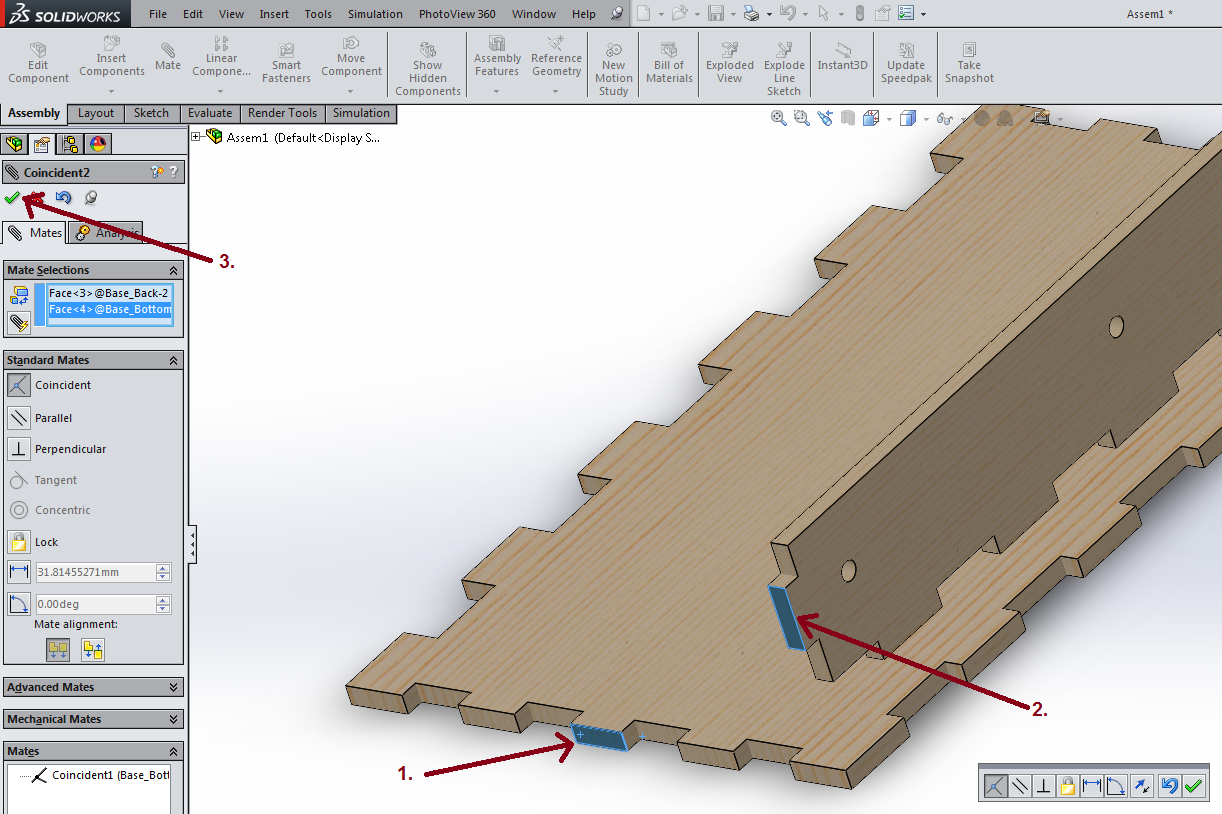 SOLIDWORKS File Edit View Insert Tools Simulation PhotoView 360 Window Help Assem1 *
Edit Component
Insert Components
Mate
Linear Compone...
Smart Fasteners
Move Component
Show Hidden Components
Assembly Features
Reference Geometry
New Motion Study
Bill of Materials
Exploded View
Explode Line Sketch
Instant3D
Update Speedpak
Take Snapshot
Assembly Layout Sketch Evaluate Render Tools Simulation
Assem1 (Default<Display S...
Coincident2
Mates Analysis
3.
Mate Selections
Face<3>@Base_Back-2
Face<4>@Base_Bottom
Standard Mates
Coincident
Parallel
Perpendicular
Tangent
Concentric
Lock
31.81455271mm
0.00deg
Mate alignment:
Advanced Mates
Mechanical Mates
Mates
Coincident1 (Base_Bott
2.
1.